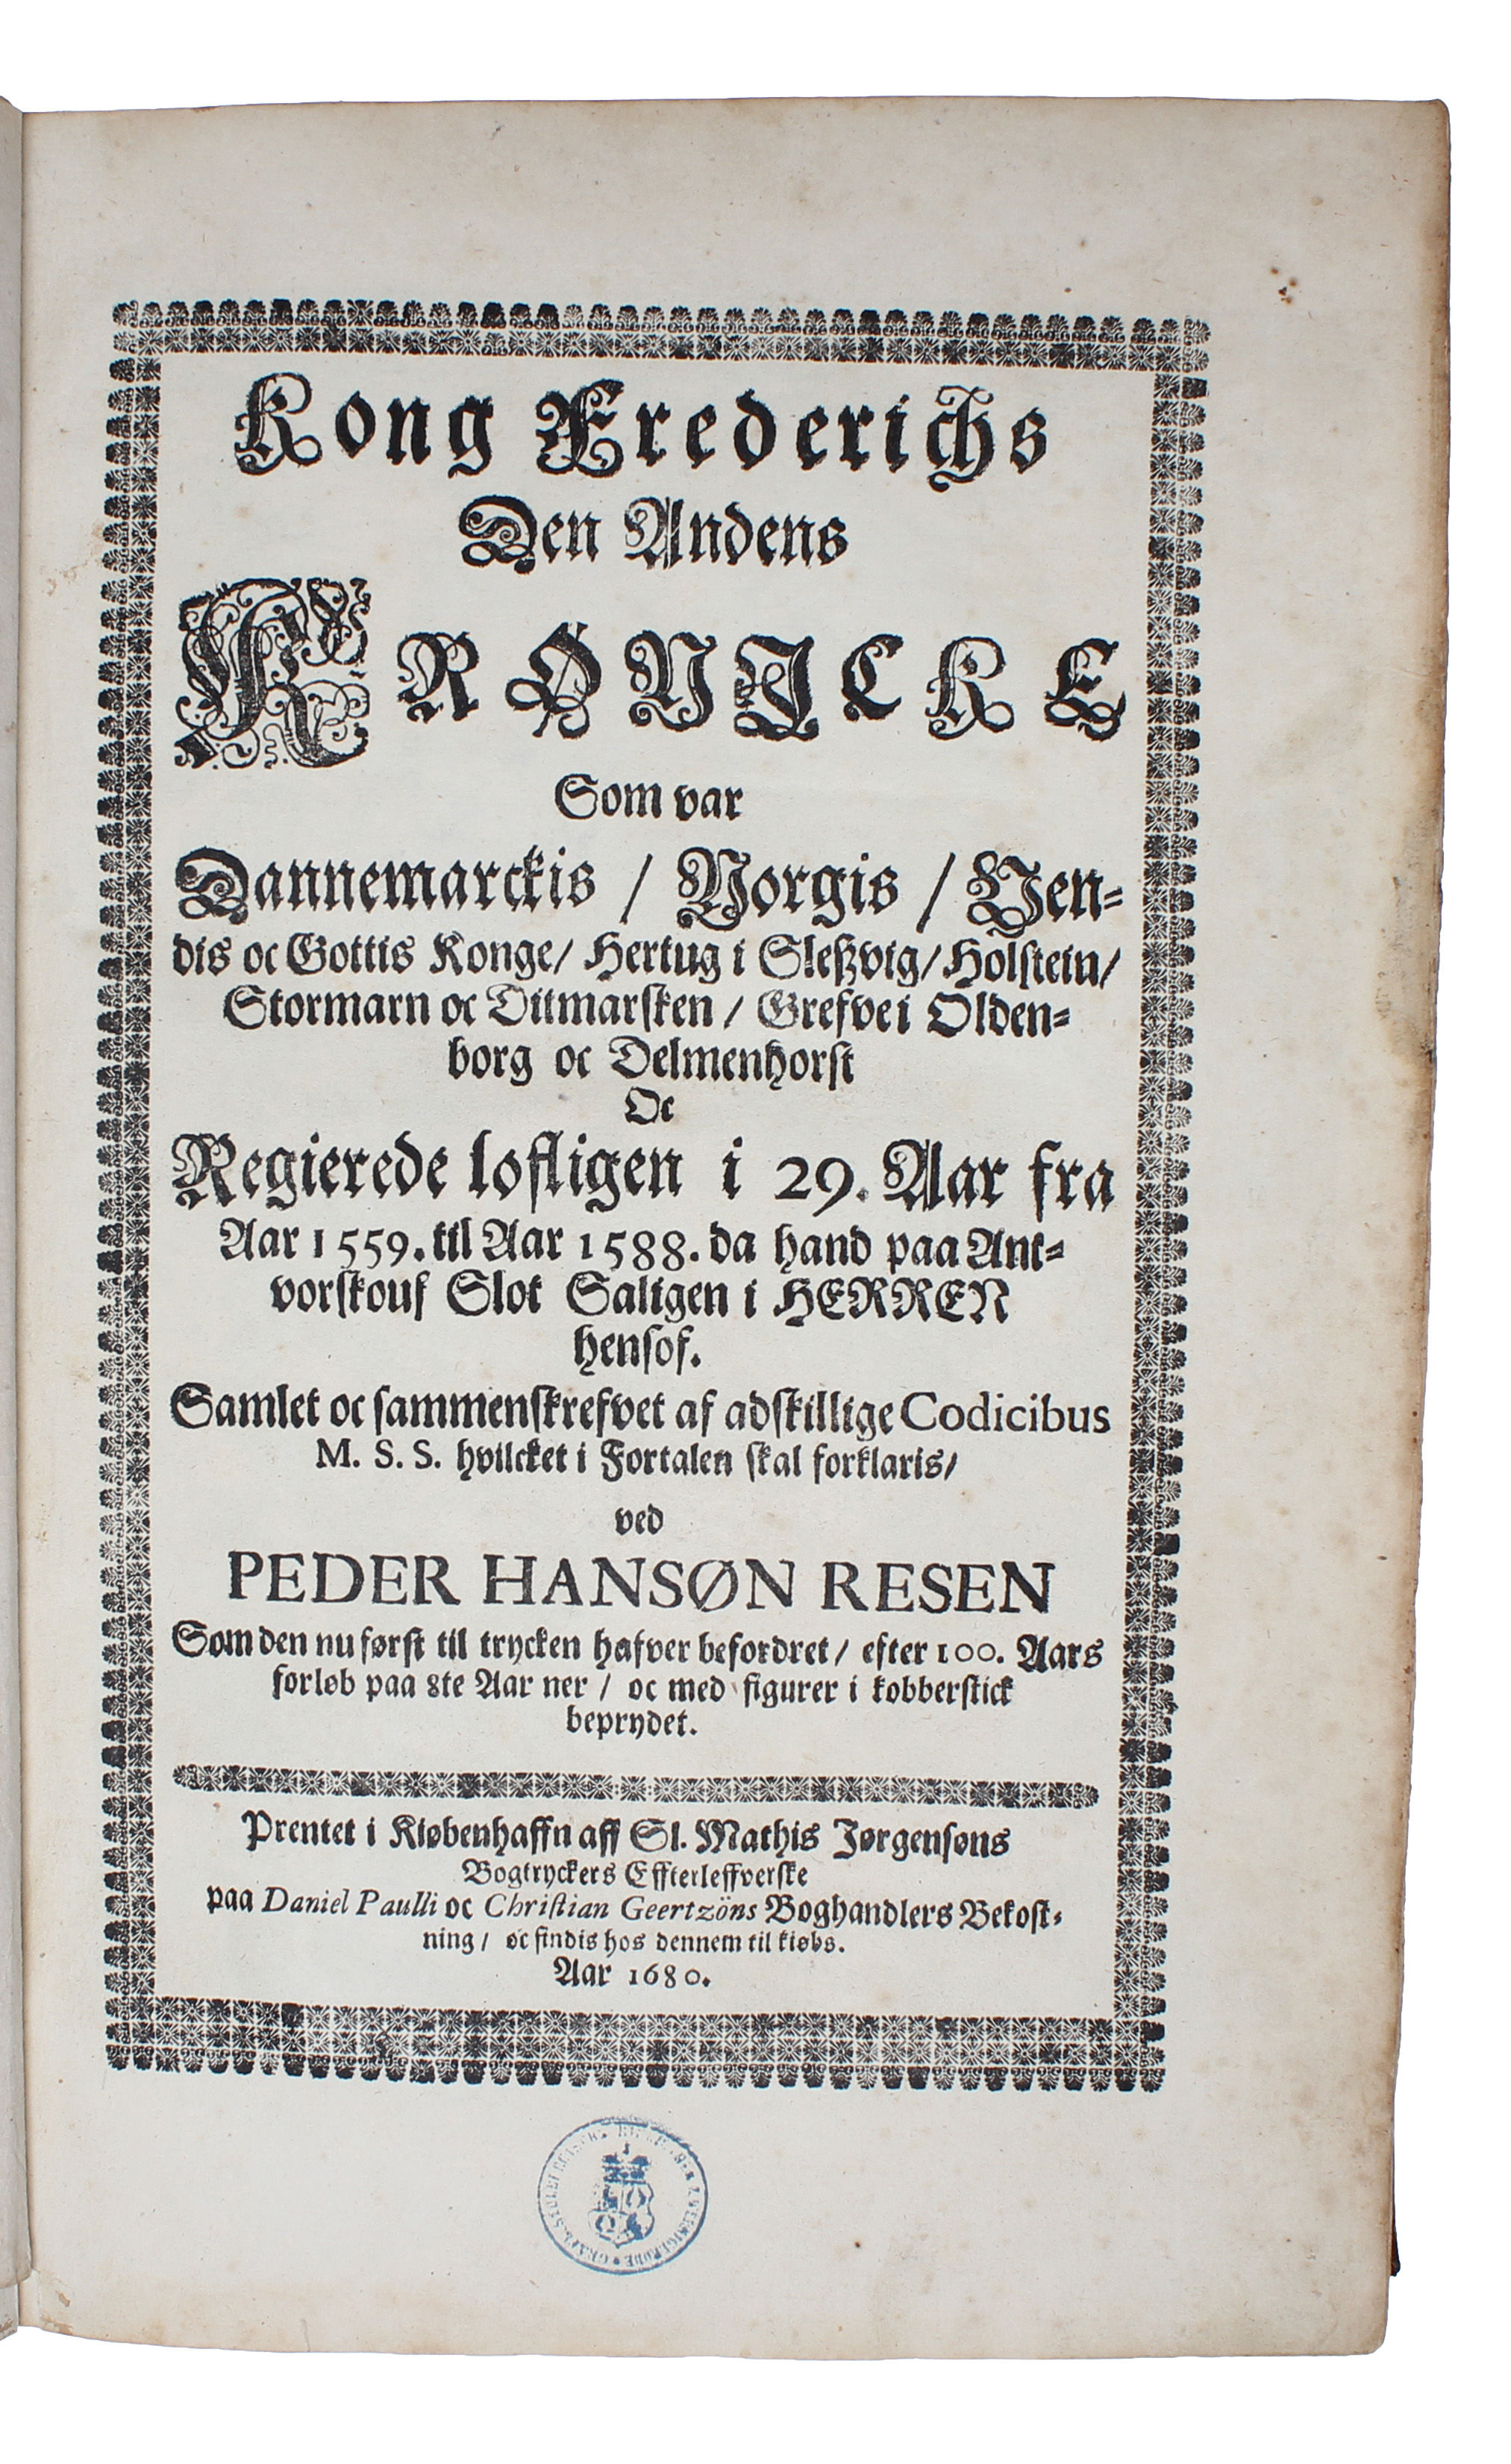 Kong Frederichs
Den Andens
KRØNICKE
Som var
Dannemarckis / Norgis / Ven-
dis oc Gottis Konge / Hertug i Sleßvig / Holstein /
Stormarn oc Ditmarsken / Grefve i Olden-
borg oc Delmenhorst
Oc
Regierede lofligen i 29. Aar fra
Aar 1559. til Aar 1588. da hand paa Ant-
vorskouf Slot Saligen i HERREN
hensof.
Samlet oc sammenskrefvet af adskillige Codicibus
M. S. S. hvilcket i Fortalen skal forklaris /
ved
PEDER HANSØN RESEN
Som den nu først til trycken hafver befordret / efter 100. Aars
forløb paa 8te Aar ner / oc med figurer i kobberstick
beprydet.
Prentet i Kiøbenhaffn aff Sl. Mathis Jørgensøns
Bogtryckers Effterleffverske
paa Daniel Paulli oc Christian Geertzöns Boghandlers Bekost-
ning / oc findis hos dennem til kiøbs.
Aar 1680.